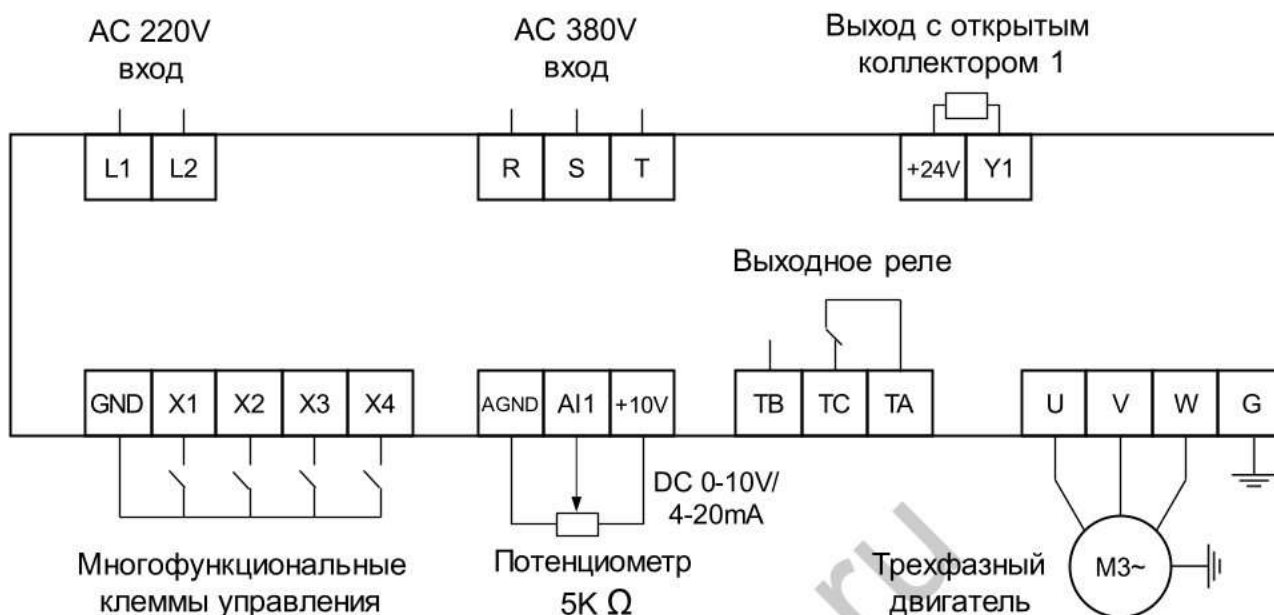 AC 220V
вход
AC 380V
вход
Выход с открытым
коллектором 1
L1 L2
R S T
+24V Y1
Выходное реле
GND X1 X2 X3 X4
AGND AI1 +10V
TB TC TA
U V W G
DC 0-10V/
4-20mA
Многофункциональные
клеммы управления
Потенциометр
5K Ω
Трехфазный
двигатель
M3~
ru